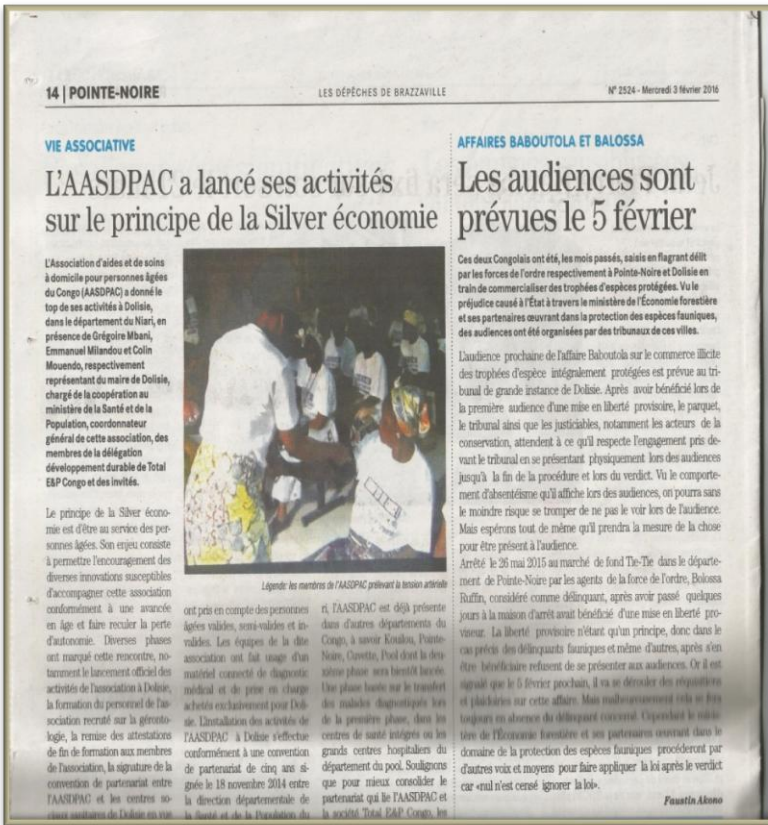 14 | POINTE-NOIRE
LES DÉPÊCHES DE BRAZZAVILLE
N° 2524 - Mercredi 3 février 2016
VIE ASSOCIATIVE
L'AASDPAC a lancé ses activités
sur le principe de la Silver économie
L'Association d'aides et de soins
à domicile pour personnes âgées
du Congo (AASDPAC) a donné le
top de ses activités à Dolisie,
dans le département du Niari, en
présence de Grégoire Mbani,
Emmanuel Milandou et Colin
Mouendo, respectivement
représentant du maire de Dolisie,
chargé de la coopération au
ministère de la Santé et de la
Population, coordonnateur
général de cette association, des
membres de la délégation
développement durable de Total
E&P Congo et des invités.
Le principe de la Silver écono-
mie est d'être au service des per-
sonnes âgées. Son enjeu consiste
à permettre l'encouragement des
diverses innovations susceptibles
d'accompagner cette association
conformément à une avancée
en âge et faire reculer la perte
d'autonomie. Diverses phases
ont marqué cette rencontre, no-
tamment le lancement officiel des
activités de l'association à Dolisie,
la formation du personnel de l'as-
sociation recruté sur la géronto-
logie, la remise des attestations
de fin de formation aux membres
de l'association, la signature de la
convention de partenariat entre
l'AASDPAC et les centres so-
ciaux sanitaires de Dolisie en vue
Légende: les membres de l'AASDPAC prélevant la tension artérielle
ont pris en compte des personnes
âgées valides, semi-valides et in-
valides. Les équipes de la dite
association ont fait usage d'un
matériel connecté de diagnostic
médical et de prise en charge
achetés exclusivement pour Doli-
sie. L'installation des activités de
l'AASDPAC à Dolisie s'effectue
conformément à une convention
de partenariat de cinq ans si-
gnée le 18 novembre 2014 entre
la direction départementale de
la Santé et de la Population du
ri, l'AASDPAC est déjà présente
dans d'autres départements du
Congo, à savoir Kouilou, Pointe-
Noire, Cuvette, Pool dont la deu-
xième phase sera bientôt lancée.
Une phase basée sur le transfert
des malades diagnostiqués lors
de la première phase, dans les
centres de santé intégrés ou les
grands centres hospitaliers du
département du pool. Soulignons
que pour mieux consolider le
partenariat qui lie l'AASDPAC et
la société Total E&P Congo, les
AFFAIRES BABOUTOLA ET BALOSSA
Les audiences sont
prévues le 5 février
Ces deux Congolais ont été, les mois passés, saisis en flagrant délit
par les forces de l'ordre respectivement à Pointe-Noire et Dolisie en
train de commercialiser des trophées d'espèces protégées. Vu le
préjudice causé à l'État à travers le ministère de l'Économie forestière
et ses partenaires œuvrant dans la protection des espèces fauniques,
des audiences ont été organisées par des tribunaux de ces villes.
L'audience prochaine de l'affaire Baboutola sur le commerce illicite
des trophées d'espèce intégralement protégées est prévue au tri-
bunal de grande instance de Dolisie. Après avoir bénéficié lors de
la première audience d'une mise en liberté provisoire, le parquet,
le tribunal ainsi que les justiciables, notamment les acteurs de la
conservation, attendent à ce qu'il respecte l'engagement pris de-
vant le tribunal en se présentant physiquement lors des audiences
jusqu'à la fin de la procédure et lors du verdict. Vu le comporte-
ment d'absentéisme qu'il affiche lors des audiences, on pourra sans
le moindre risque se tromper de ne pas le voir lors de l'audience.
Mais espérons tout de même qu'il prendra la mesure de la chose
pour être présent à l'audience.
Arrêté le 26 mai 2015 au marché de fond Tie-Tie dans le départe-
ment de Pointe-Noire par les agents de la force de l'ordre, Bolossa
Ruffin, considéré comme délinquant, après avoir passé quelques
jours à la maison d'arrêt avait bénéficié d'une mise en liberté pro-
viseur. La liberté provisoire n'étant qu'un principe, donc dans le
cas précis des délinquants fauniques et même d'autres, après s'en
être bénéficiaire refusent de se présenter aux audiences. Or il est
signalé que le 5 février prochain, il va se dérouler des réquisitions
et plaidoiries sur cette affaire. Mais malheureusement cela se fera
toujours en absence du délinquant concerné. Cependant le minis-
tère de l'Économie forestière et ses partenaires œuvrant dans le
domaine de la protection des espèces fauniques procéderont par
d'autres voix et moyens pour faire appliquer la loi après le verdict
car «nul n'est censé ignorer la loi».
Faustin Akono